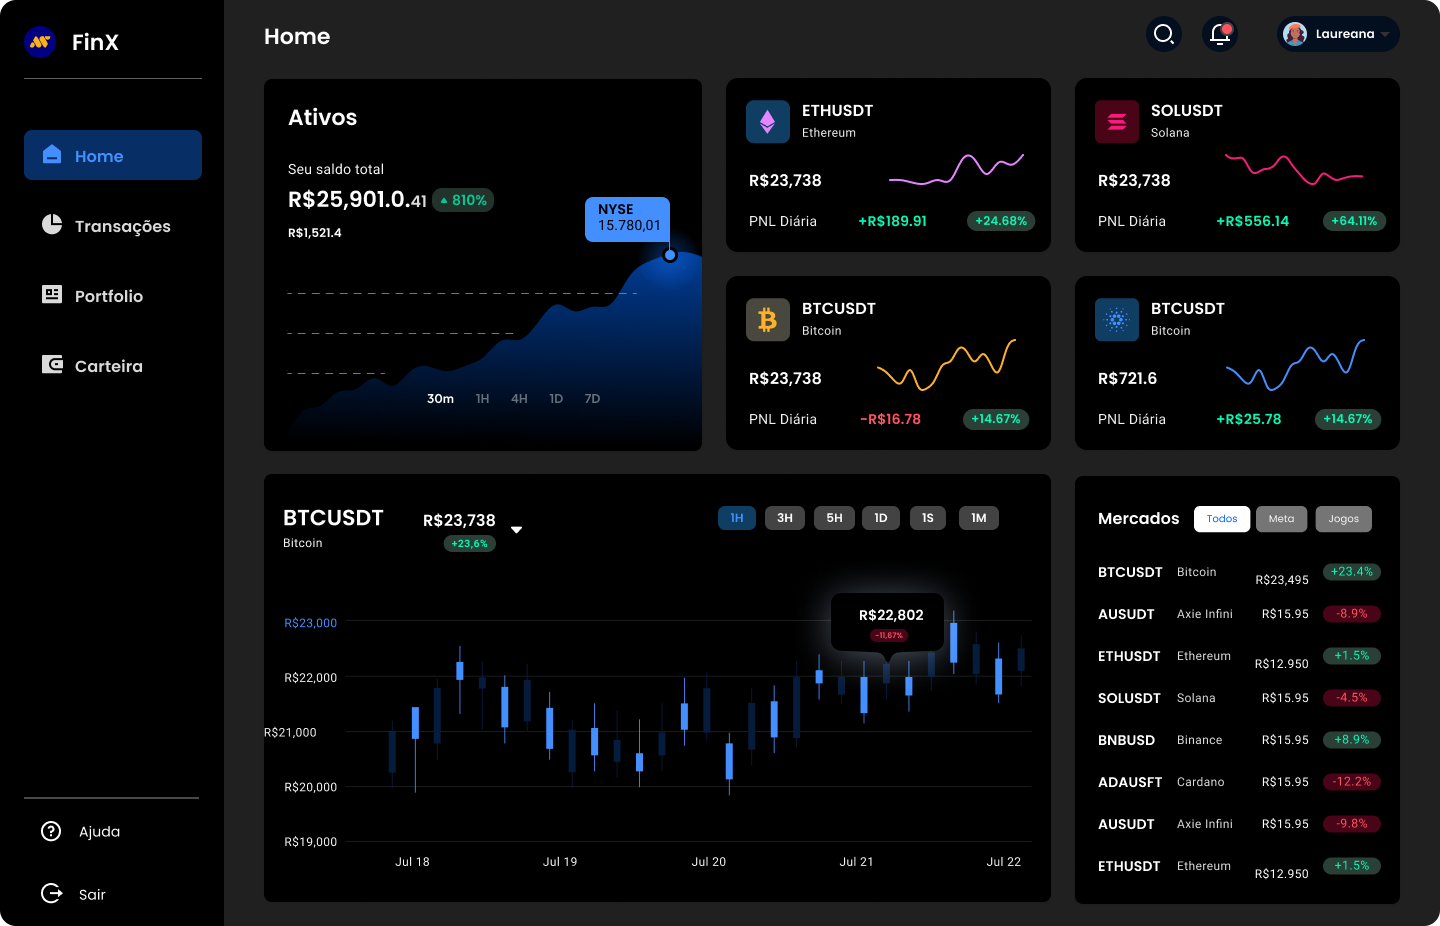 FinX
Home
Transações
Portfolio
Carteira
Ajuda
Sair
Home
Laureana
Ativos
Seu saldo total
R$25,901.0.41 810%
R$1,521.4
NYSE
15.780,01
30m 1H 4H 1D 7D
ETHUSDT
Ethereum
R$23,738
PNL Diária +R$189.91 +24.68%
SOLUSDT
Solana
R$23,738
PNL Diária +R$556.14 +64.11%
BTCUSDT
Bitcoin
R$23,738
PNL Diária -R$16.78 +14.67%
BTCUSDT
Bitcoin
R$721.6
PNL Diária +R$25.78 +14.67%
BTCUSDT
Bitcoin
R$23,738
+23,6%
1H 3H 5H 1D 1S 1M
R$22,802
-11,67%
R$23,000
R$22,000
R$21,000
R$20,000
R$19,000
Jul 18 Jul 19 Jul 20 Jul 21 Jul 22
Mercados Todos Meta Jogos
BTCUSDT Bitcoin R$23,495 +23.4%
AUSUDT Axie Infini R$15.95 -8.9%
ETHUSDT Ethereum R$12.950 +1.5%
SOLUSDT Solana R$15.95 -4.5%
BNBUSD Binance R$15.95 +8.9%
ADAUSFT Cardano R$15.95 -12.2%
AUSUDT Axie Infini R$15.95 -9.8%
ETHUSDT Ethereum R$12.950 +1.5%